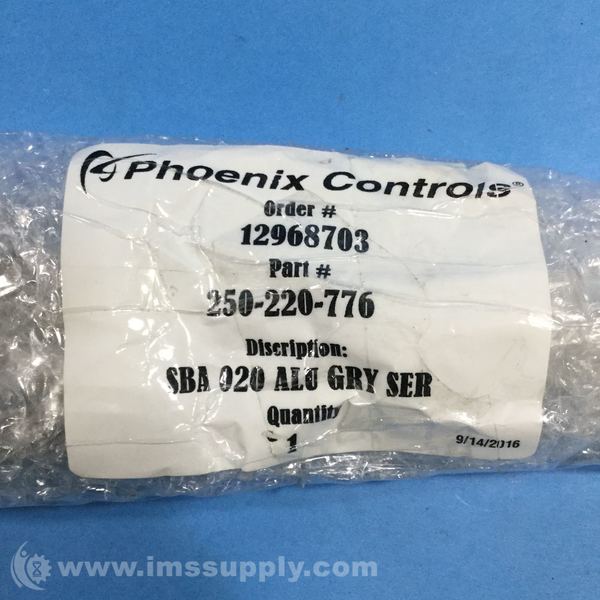 Phoenix Controls®
Order #
12968703
Part #
250-220-776
Discription:
SBA 020 ALU GRY SER
Quantity
1
9/14/2016
www.imssupply.com